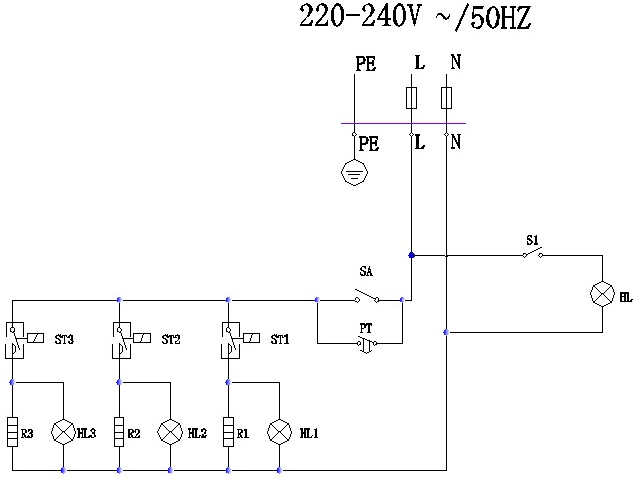 220-240V ~/50HZ
PE L N
PE L N
S1
SA
HL
PT
ST3 ST2 ST1
R3 HL3 R2 HL2 R1 HL1